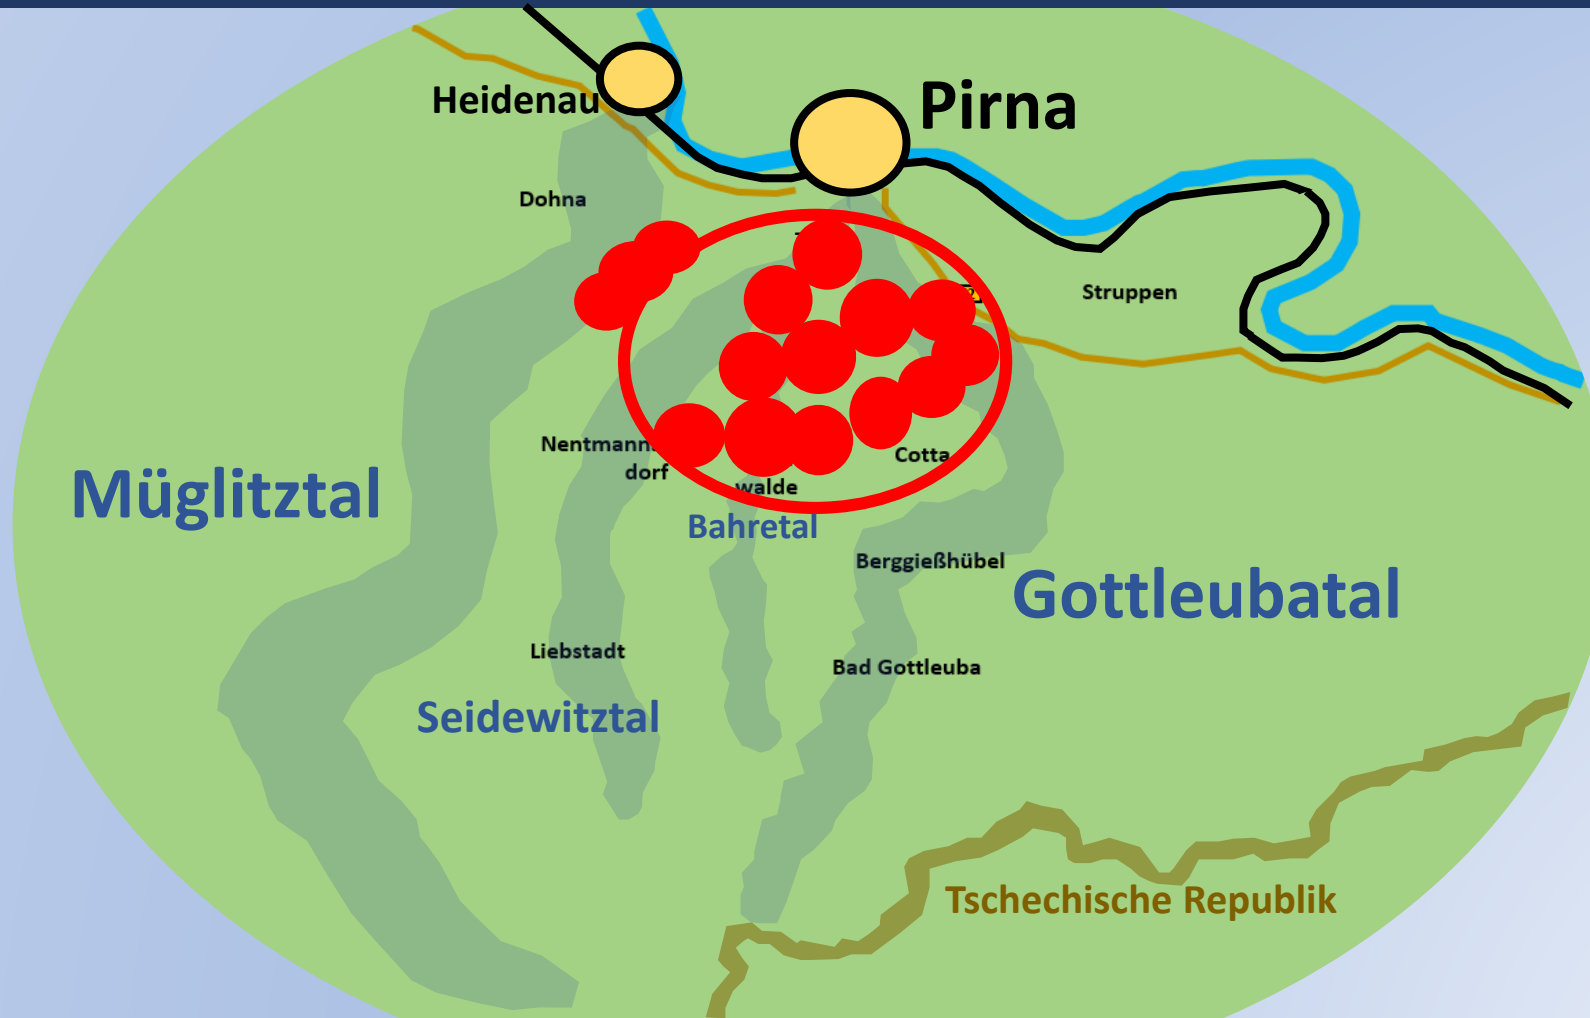 Heidenau
Pirna
Dohna
Struppen
Nentmann
dorf
Cotta
walde
Müglitztal
Bahretal
Berggießhübel
Gottleubatal
Liebstadt
Bad Gottleuba
Seidewitztal
Tschechische Republik